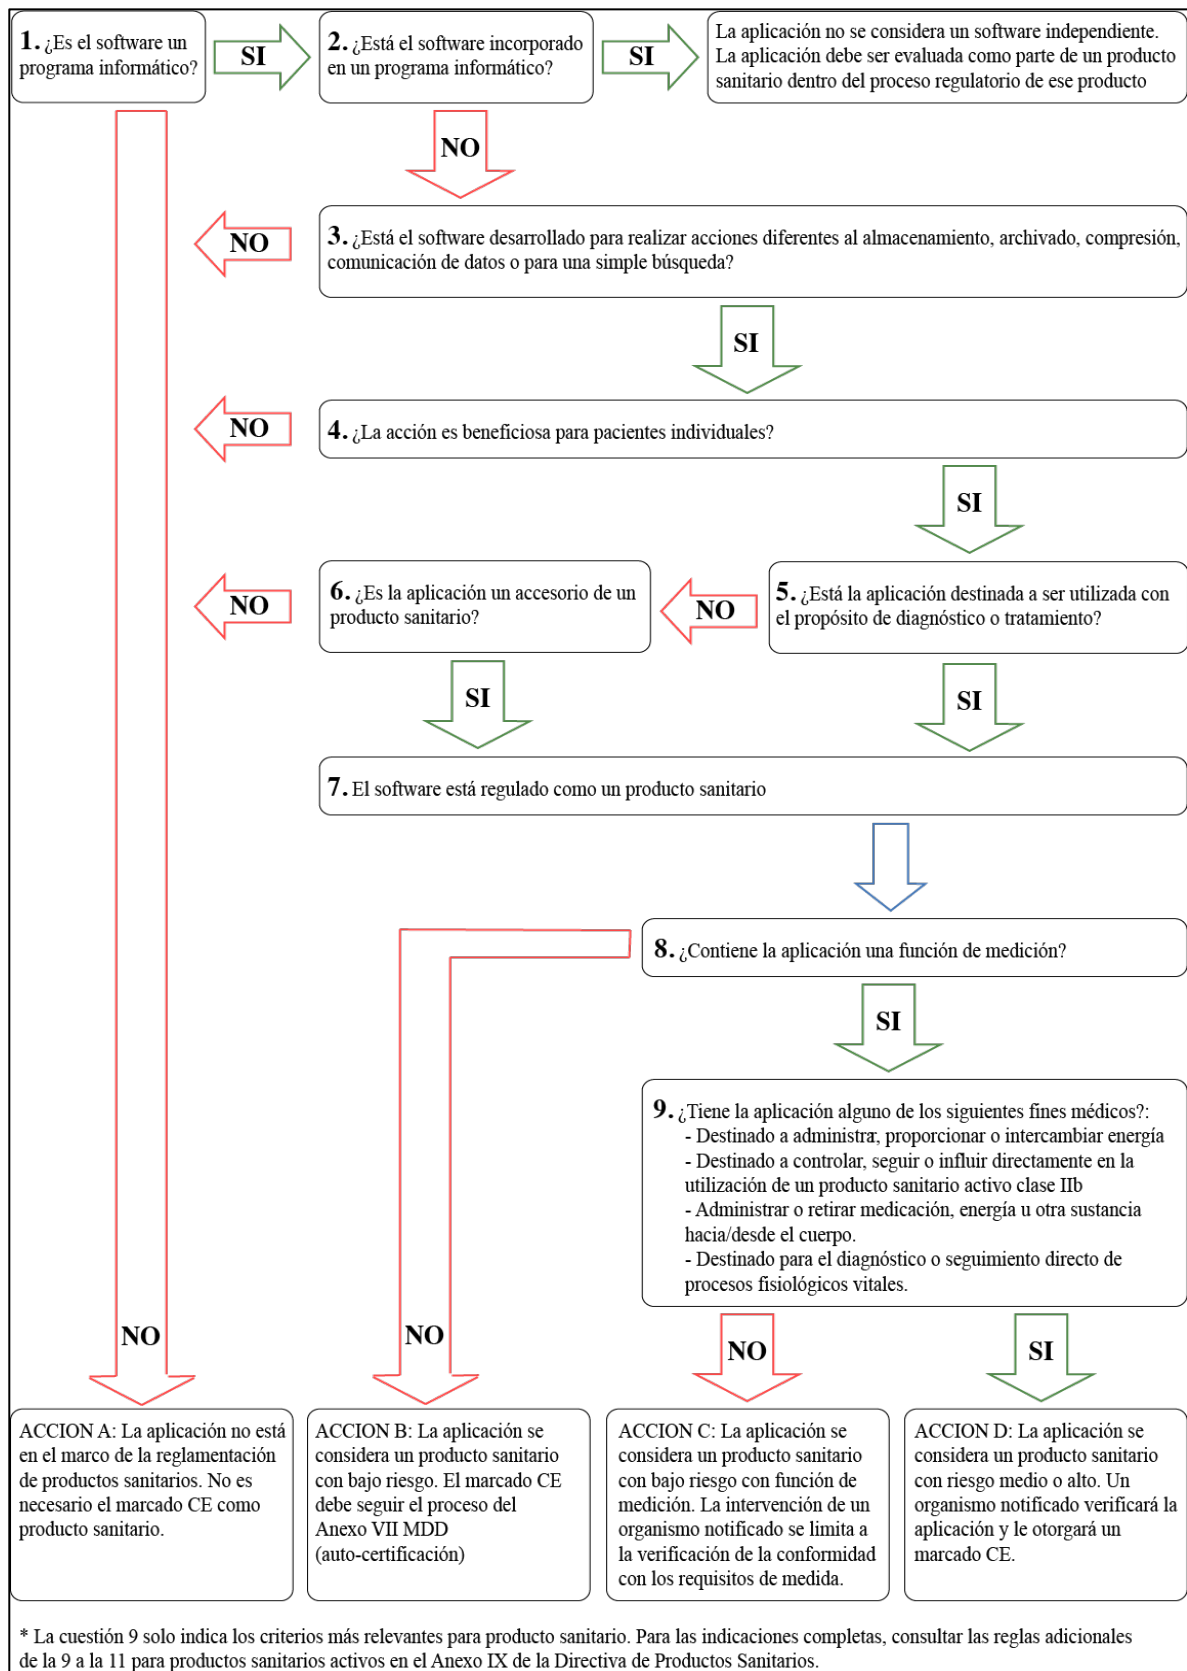 1. ¿Es el software un
programa informático?
SI
2. ¿Está el software incorporado
en un programa informático?
SI
La aplicación no se considera un software independiente.
La aplicación debe ser evaluada como parte de un producto
sanitario dentro del proceso regulatorio de ese producto
NO
NO
3. ¿Está el software desarrollado para realizar acciones diferentes al almacenamiento, archivado, compresión,
comunicación de datos o para una simple búsqueda?
SI
NO
4. ¿La acción es beneficiosa para pacientes individuales?
SI
NO
6. ¿Es la aplicación un accesorio de un
producto sanitario?
NO
5. ¿Está la aplicación destinada a ser utilizada con
el propósito de diagnóstico o tratamiento?
SI
SI
7. El software está regulado como un producto sanitario
8. ¿Contiene la aplicación una función de medición?
SI
9. ¿Tiene la aplicación alguno de los siguientes fines médicos?:
- Destinado a administrar, proporcionar o intercambiar energía
- Destinado a controlar, seguir o influir directamente en la
utilización de un producto sanitario activo clase IIb
- Administrar o retirar medicación, energía u otra sustancia
hacia/desde el cuerpo.
- Destinado para el diagnóstico o seguimiento directo de
procesos fisiológicos vitales.
NO
NO
NO
SI
ACCION A: La aplicación no está
en el marco de la reglamentación
de productos sanitarios. No es
necesario el marcado CE como
producto sanitario.
ACCION B: La aplicación se
considera un producto sanitario
con bajo riesgo. El marcado CE
debe seguir el proceso del
Anexo VII MDD
(auto-certificación)
ACCION C: La aplicación se
considera un producto sanitario
con bajo riesgo con función de
medición. La intervención de un
organismo notificado se limita a
la verificación de la conformidad
con los requisitos de medida.
ACCION D: La aplicación se
considera un producto sanitario
con riesgo medio o alto. Un
organismo notificado verificará la
aplicación y le otorgará un
marcado CE.
* La cuestión 9 solo indica los criterios más relevantes para producto sanitario. Para las indicaciones completas, consultar las reglas adicionales
de la 9 a la 11 para productos sanitarios activos en el Anexo IX de la Directiva de Productos Sanitarios.